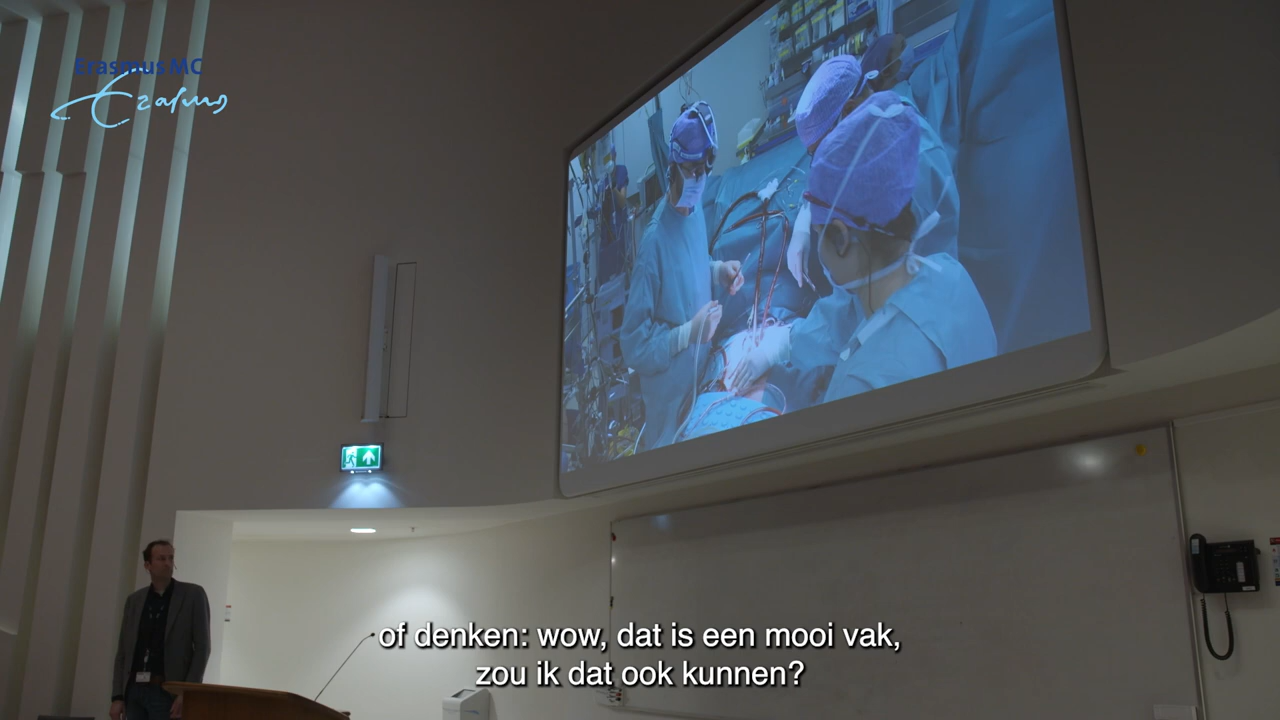 Erasmus MC
Erasmus
of denken: wow, dat is een mooi vak,
zou ik dat ook kunnen?